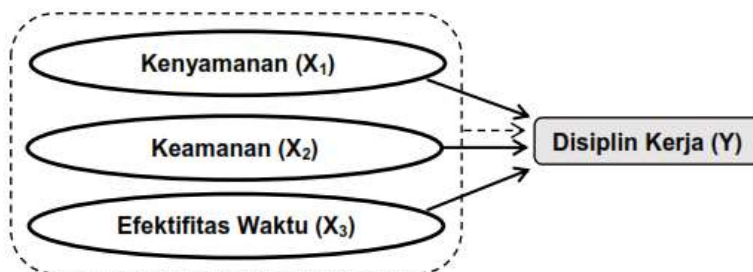 Kenyamanan (X₁)
Keamanan (X₂)
Disiplin Kerja (Y)
Efektifitas Waktu (X₃)